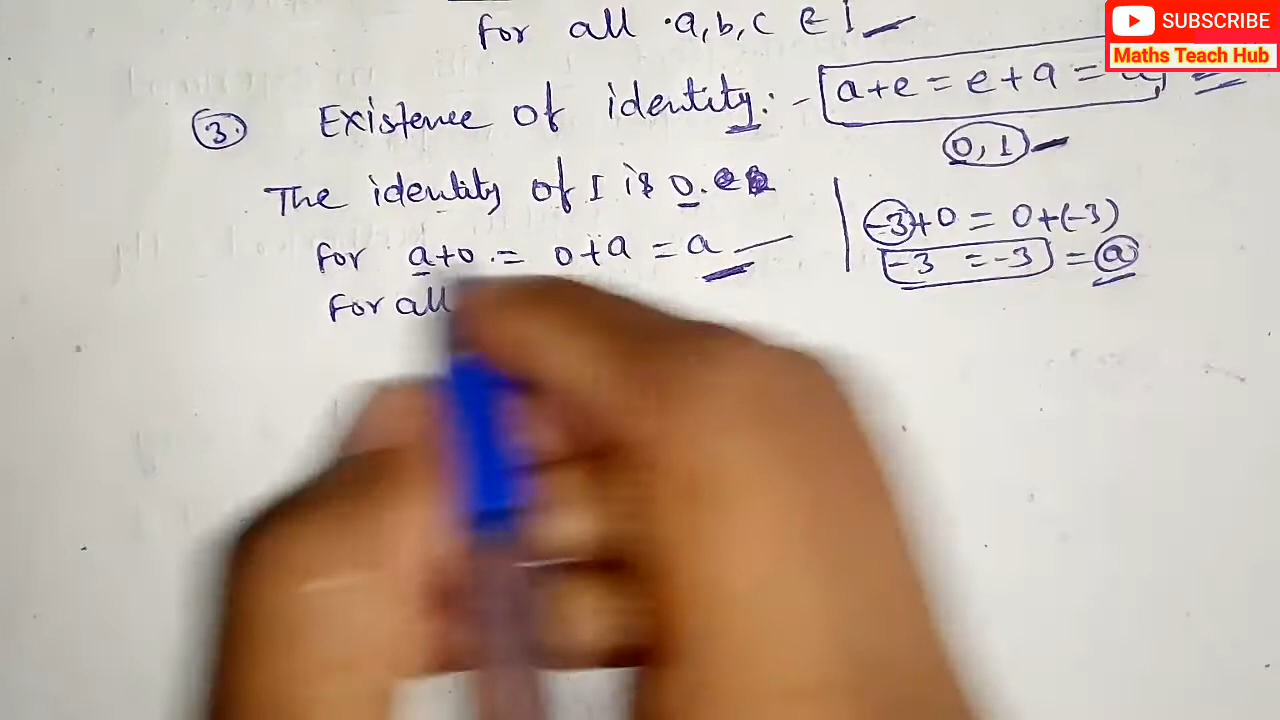 for all a, b, c ∈ I
SUBSCRIBE
Maths Teach Hub
3. Existence of identity: - a+e = e+a = a
0, 1
The identity of I is 0.
for a+0 = 0+a = a
-3+0 = 0+(-3)
-3 = -3 = a
for all